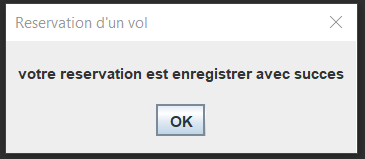 Reservation d'un vol
votre reservation est enregistrer avec succes
OK